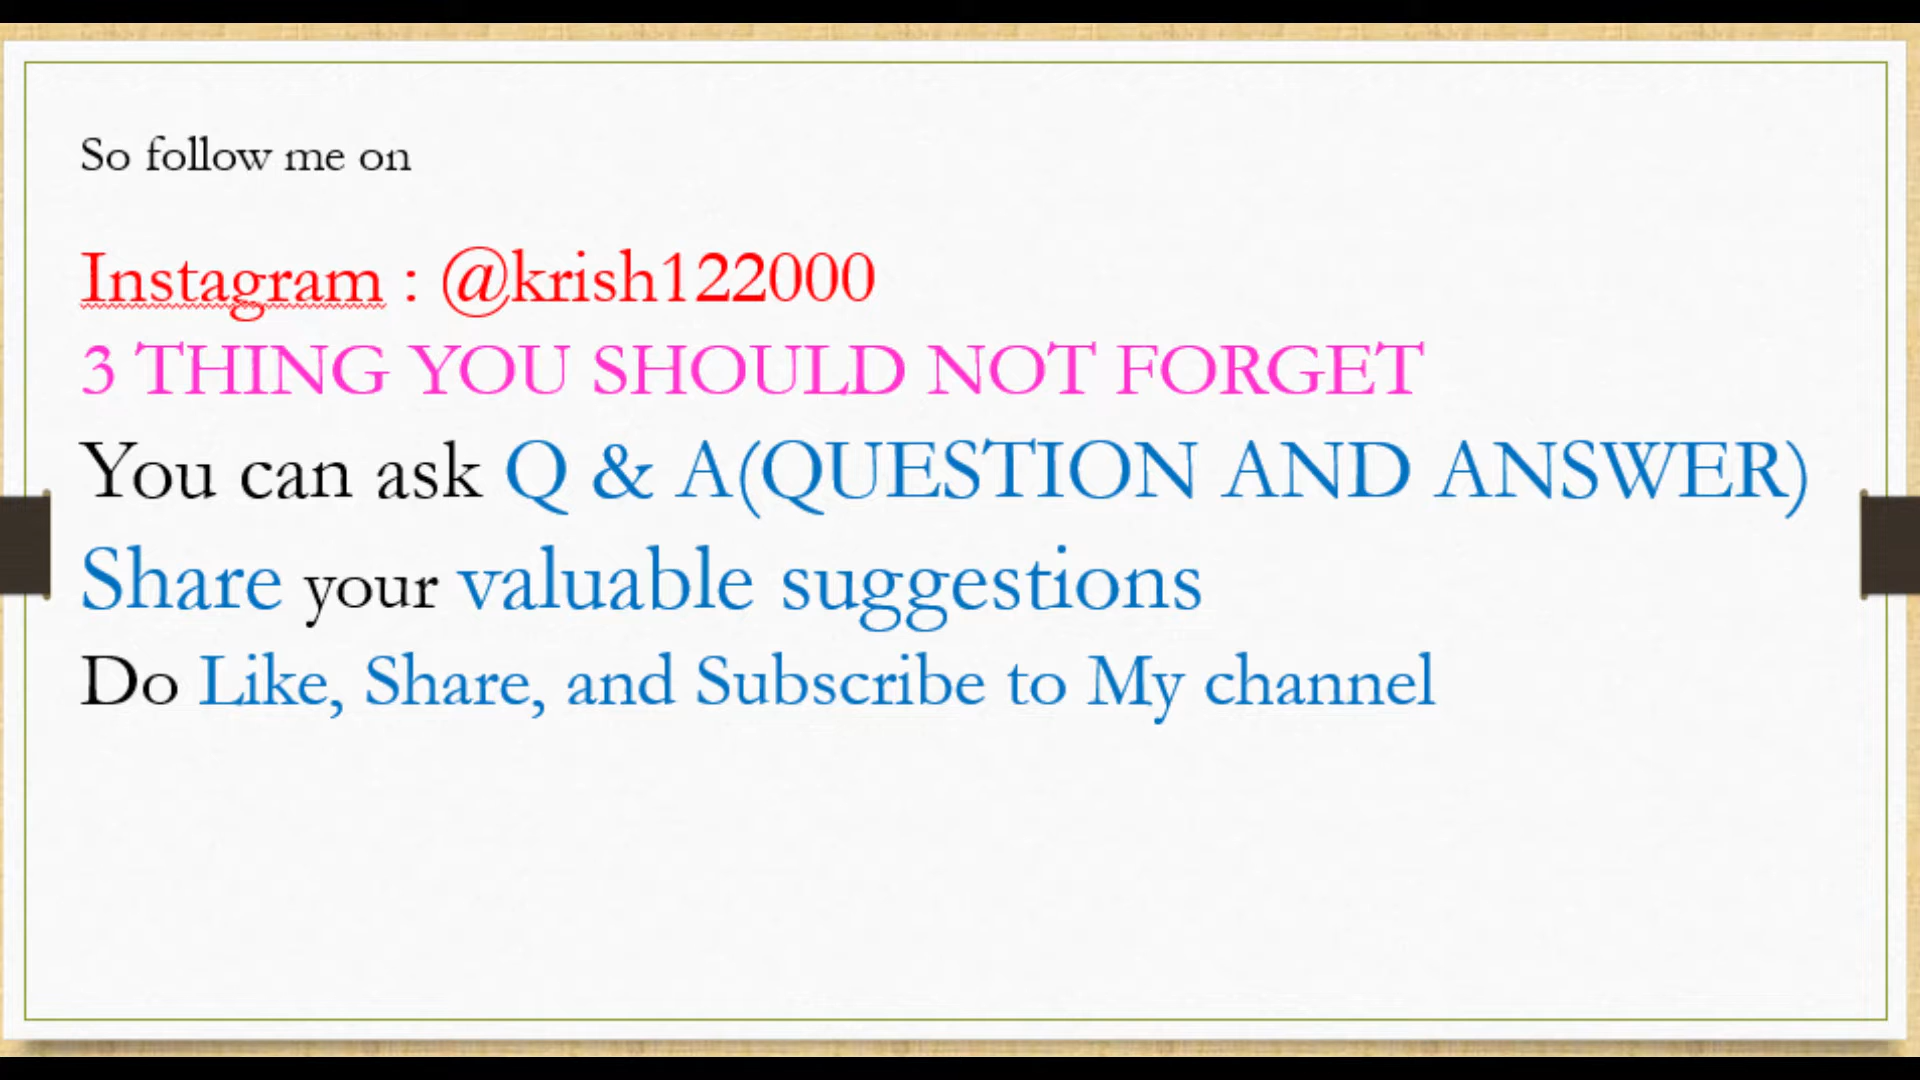 So follow me on
Instagram : @krish122000
3 THING YOU SHOULD NOT FORGET
You can ask Q & A(QUESTION AND ANSWER)
Share your valuable suggestions
Do Like, Share, and Subscribe to My channel